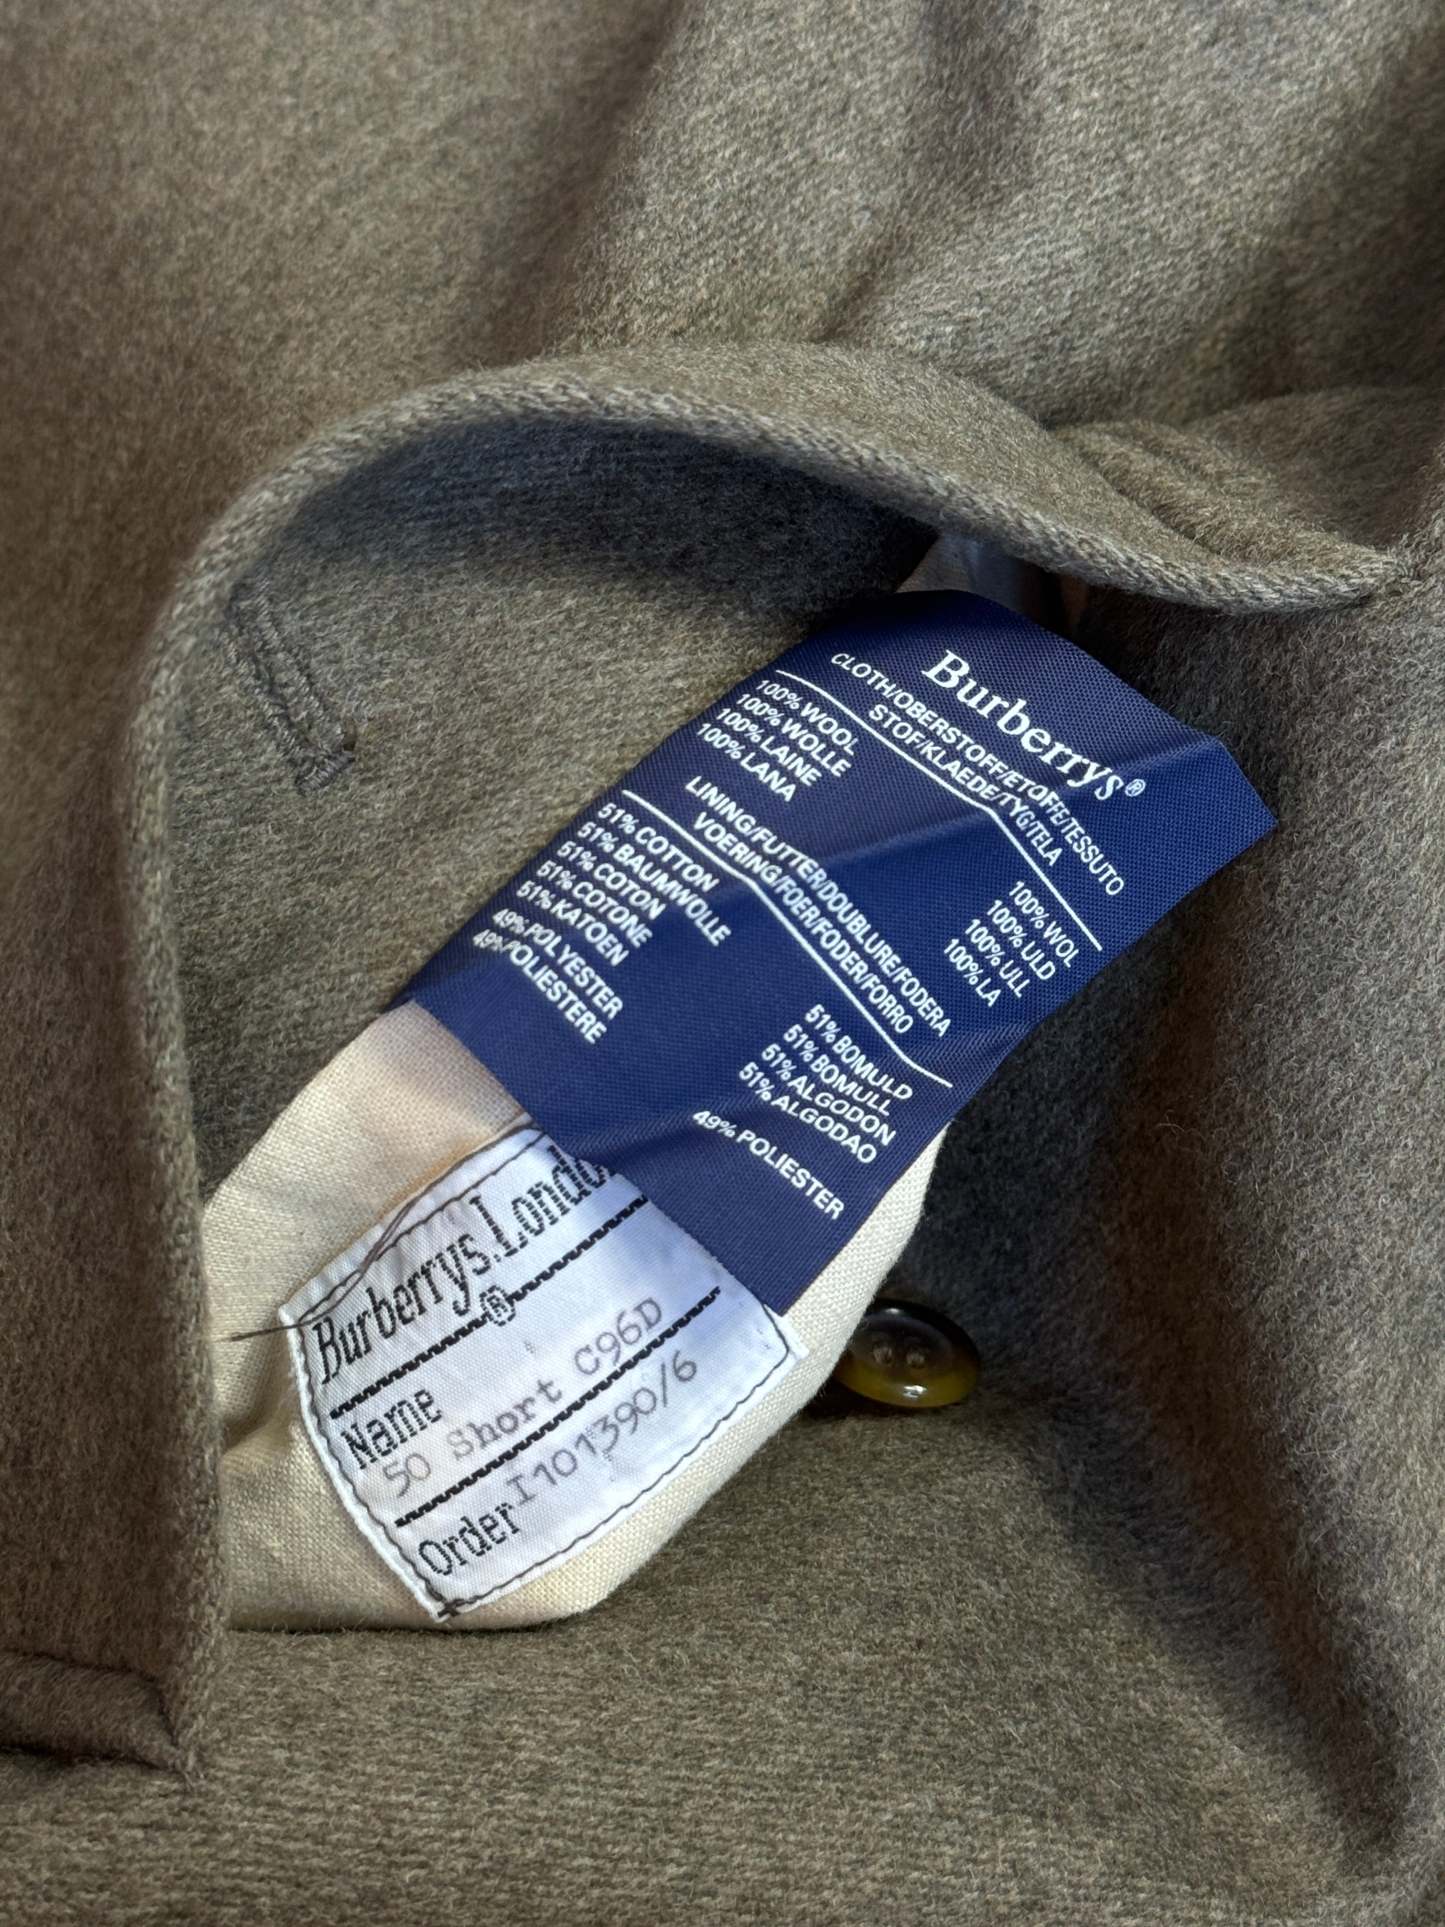 Burberrys®
CLOTH/OBERSTOFF/ETOFFE/TESSUTO
STOF/KLAEDE/TYG/TELA
100% WOOL
100% WOLLE
100% LAINE
100% LANA
100% WOL
100% ULD
100% ULL
100% LA
LINING/FUTTER/DOUBLURE/FODERA
VOERING/FOER/FODER/FORRO
51% COTTON
51% BAUMWOLLE
51% COTON
51% COTONE
51% KATOEN
49% POLYESTER
49% POLIESTERE
51% BOMULD
51% BOMULL
51% ALGODON
51% ALGODAO
49% POLIESTER
Burberrys.Londo
®
Name
50 Short C96D
Order I101390/6